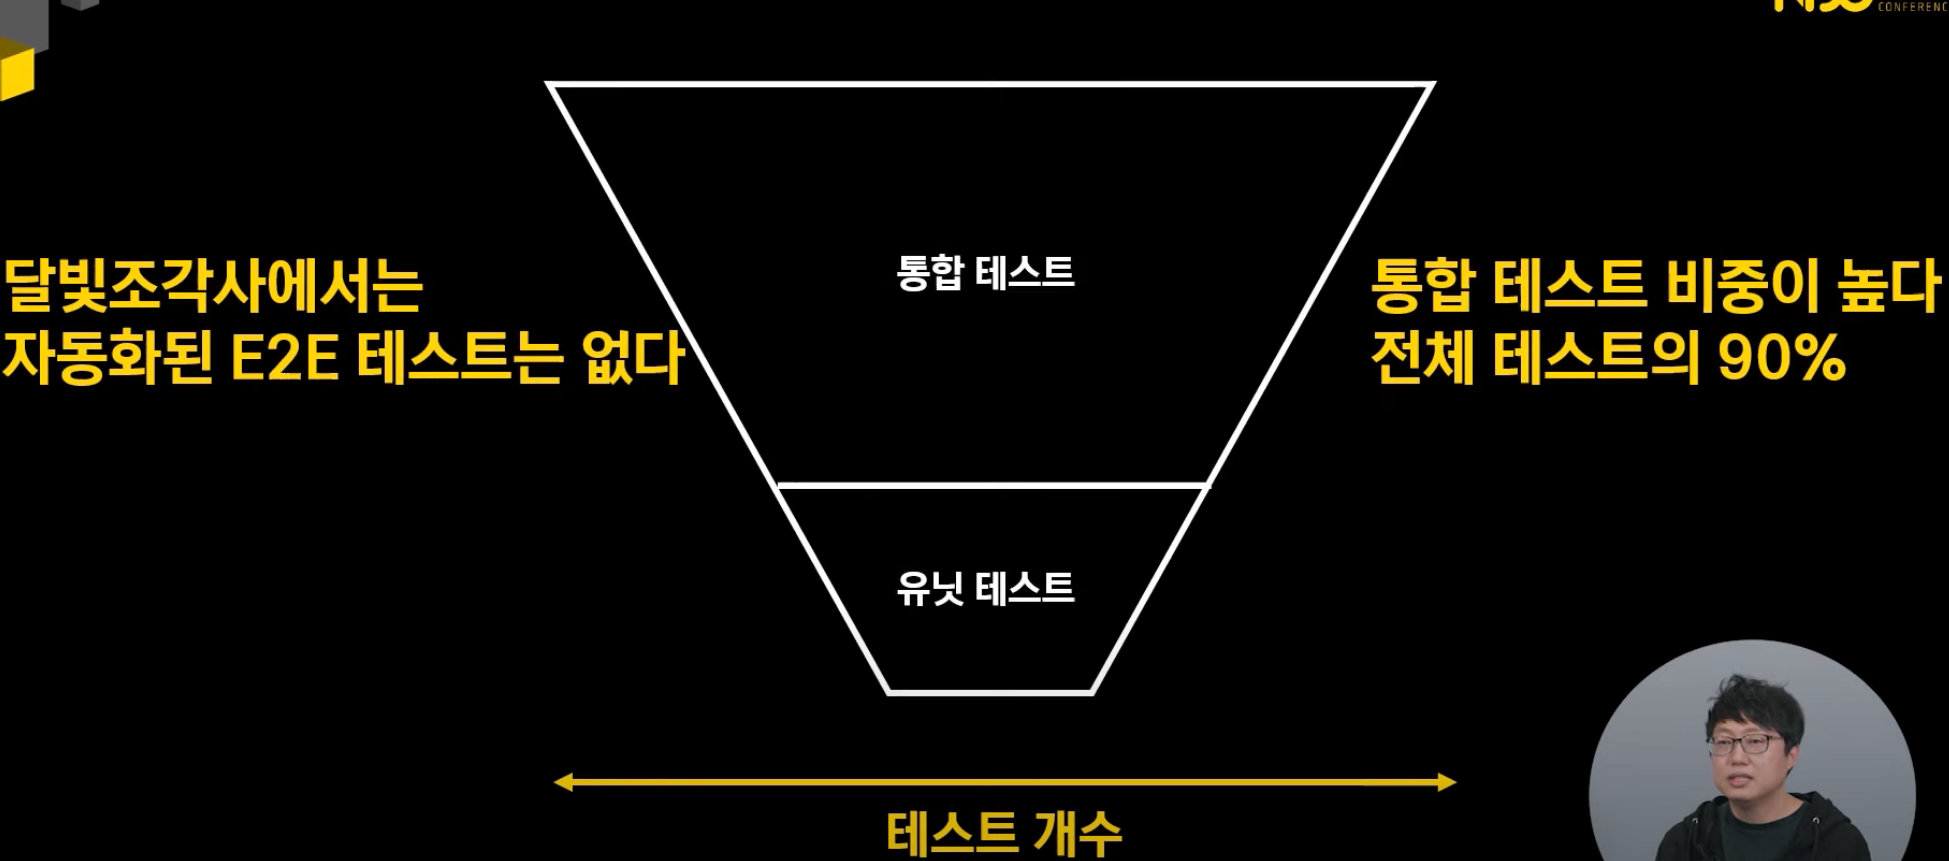 CONFERENC
통합 테스트
달빛조각사에서는
자동화된 E2E 테스트는 없다
통합 테스트 비중이 높다
전체 테스트의 90%
유닛 테스트
테스트 개수